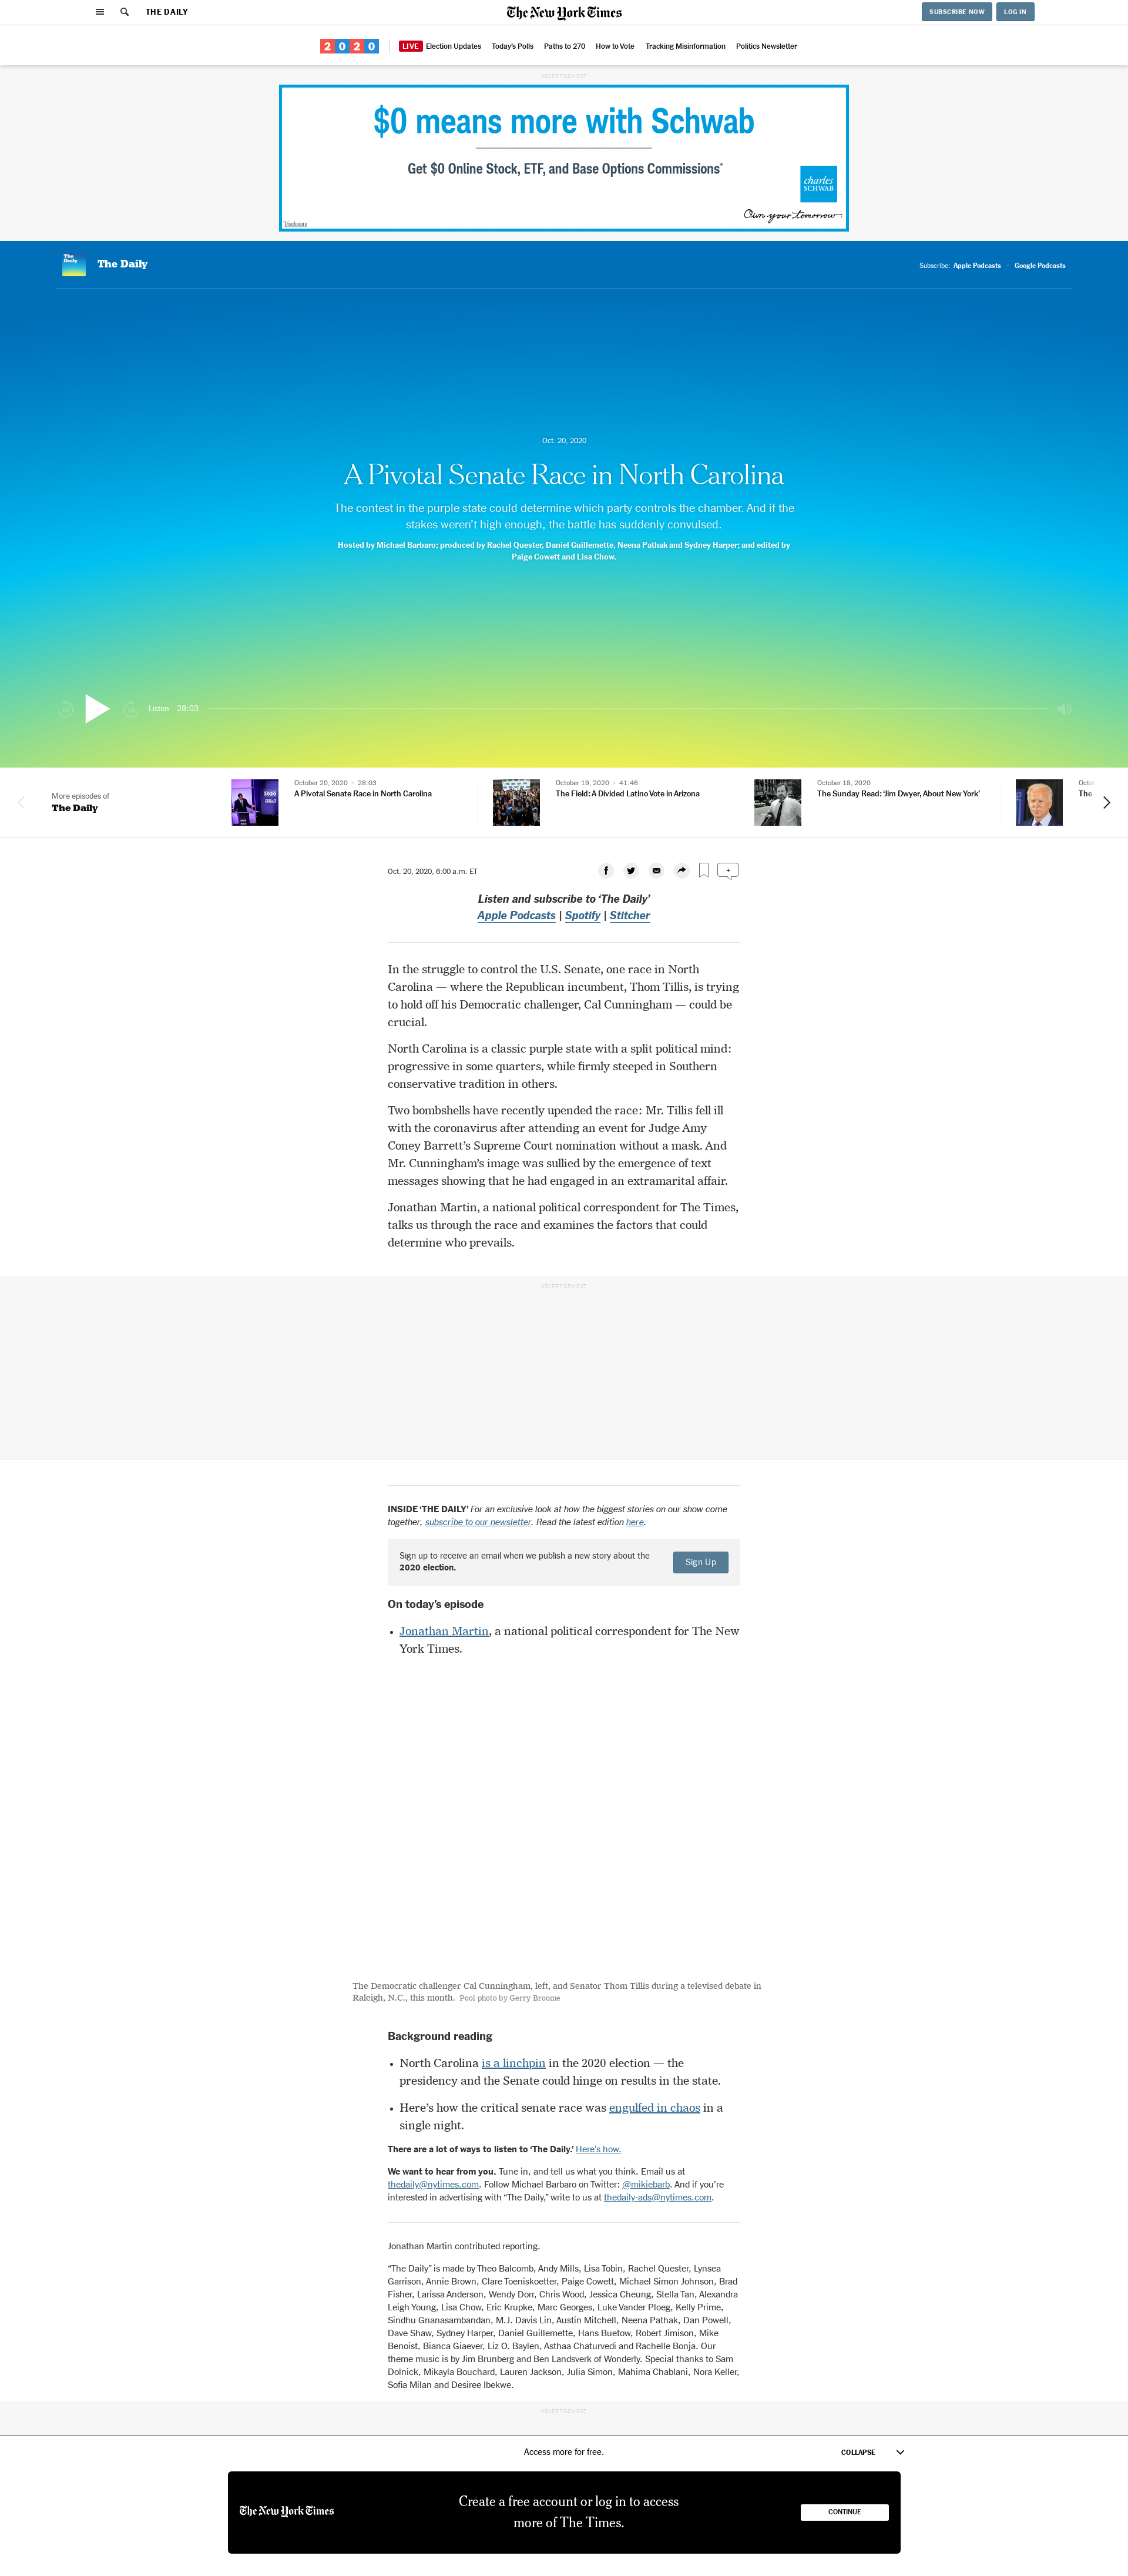 THE DAILY
The New York Times
SUBSCRIBE NOW
LOG IN
2020
LIVE Election Updates
Today's Polls
Paths to 270
How to Vote
Tracking Misinformation
Politics Newsletter
ADVERTISEMENT
$0 means more with Schwab
Get $0 Online Stock, ETF, and Base Options Commissions*
charles
SCHWAB
Own your tomorrow
*Disclosure
The Daily
The Daily
Subscribe: Apple Podcasts
Google Podcasts
Oct. 20, 2020
A Pivotal Senate Race in North Carolina
The contest in the purple state could determine which party controls the chamber. And if the
stakes weren't high enough, the battle has suddenly convulsed.
Hosted by Michael Barbaro; produced by Rachel Quester, Daniel Guillemette, Neena Pathak and Sydney Harper; and edited by
Paige Cowett and Lisa Chow.
Listen 28:03
More episodes of
The Daily
October 20, 2020 • 28:03
A Pivotal Senate Race in North Carolina
October 19, 2020 • 41:46
The Field: A Divided Latino Vote in Arizona
October 18, 2020
The Sunday Read: 'Jim Dwyer, About New York'
The
Oct. 20, 2020, 6:00 a.m. ET
Listen and subscribe to 'The Daily'
Apple Podcasts | Spotify | Stitcher
In the struggle to control the U.S. Senate, one race in North
Carolina — where the Republican incumbent, Thom Tillis, is trying
to hold off his Democratic challenger, Cal Cunningham — could be
crucial.
North Carolina is a classic purple state with a split political mind:
progressive in some quarters, while firmly steeped in Southern
conservative tradition in others.
Two bombshells have recently upended the race: Mr. Tillis fell ill
with the coronavirus after attending an event for Judge Amy
Coney Barrett's Supreme Court nomination without a mask. And
Mr. Cunningham's image was sullied by the emergence of text
messages showing that he had engaged in an extramarital affair.
Jonathan Martin, a national political correspondent for The Times,
talks us through the race and examines the factors that could
determine who prevails.
ADVERTISEMENT
INSIDE 'THE DAILY' For an exclusive look at how the biggest stories on our show come
together, subscribe to our newsletter. Read the latest edition here.
Sign up to receive an email when we publish a new story about the
2020 election.
Sign Up
On today's episode
• Jonathan Martin, a national political correspondent for The New
York Times.
The Democratic challenger Cal Cunningham, left, and Senator Thom Tillis during a televised debate in
Raleigh, N.C., this month. Pool photo by Gerry Broome
Background reading
• North Carolina is a linchpin in the 2020 election — the
presidency and the Senate could hinge on results in the state.
• Here's how the critical senate race was engulfed in chaos in a
single night.
There are a lot of ways to listen to 'The Daily.' Here's how.
We want to hear from you. Tune in, and tell us what you think. Email us at
thedaily@nytimes.com. Follow Michael Barbaro on Twitter: @mikiebarb. And if you're
interested in advertising with "The Daily," write to us at thedaily-ads@nytimes.com.
Jonathan Martin contributed reporting.
"The Daily" is made by Theo Balcomb, Andy Mills, Lisa Tobin, Rachel Quester, Lynsea
Garrison, Annie Brown, Clare Toeniskoetter, Paige Cowett, Michael Simon Johnson, Brad
Fisher, Larissa Anderson, Wendy Dorr, Chris Wood, Jessica Cheung, Stella Tan, Alexandra
Leigh Young, Lisa Chow, Eric Krupke, Marc Georges, Luke Vander Ploeg, Kelly Prime,
Sindhu Gnanasambandan, M.J. Davis Lin, Austin Mitchell, Neena Pathak, Dan Powell,
Dave Shaw, Sydney Harper, Daniel Guillemette, Hans Buetow, Robert Jimison, Mike
Benoist, Bianca Giaever, Liz O. Baylen, Asthaa Chaturvedi and Rachelle Bonja. Our
theme music is by Jim Brunberg and Ben Landsverk of Wonderly. Special thanks to Sam
Dolnick, Mikayla Bouchard, Lauren Jackson, Julia Simon, Mahima Chablani, Nora Keller,
Sofia Milan and Desiree Ibekwe.
ADVERTISEMENT
Access more for free.
COLLAPSE
The New York Times
Create a free account or log in to access
more of The Times.
CONTINUE